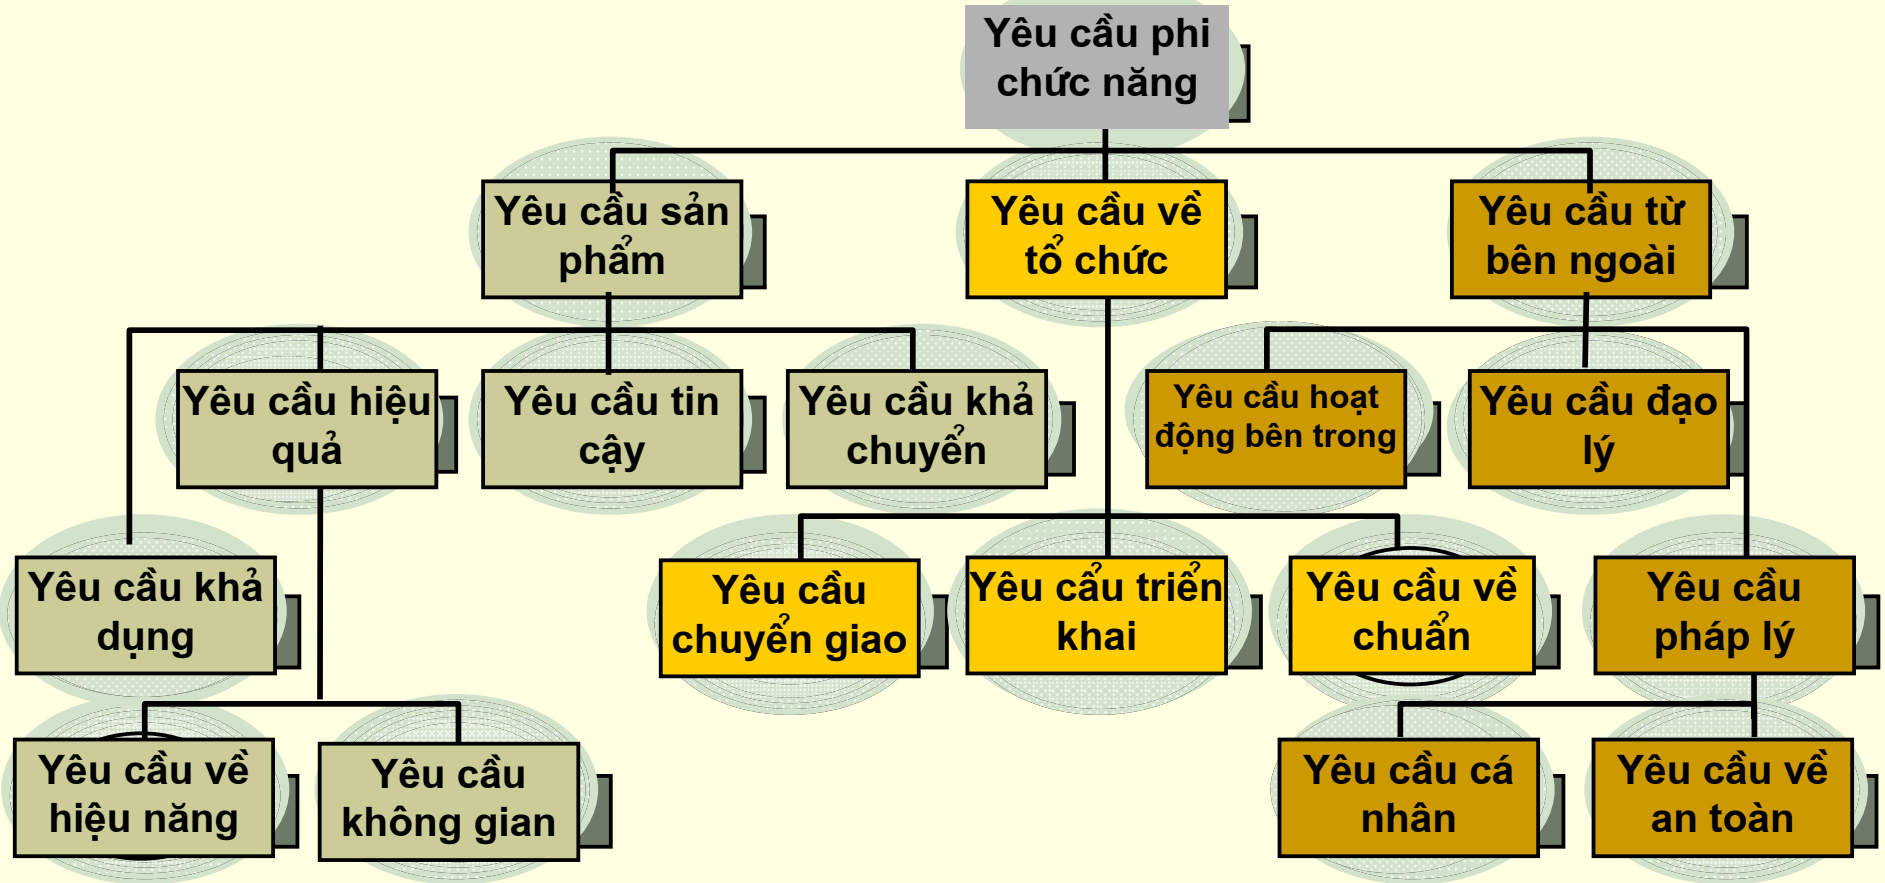 Yêu cầu phi
chức năng
Yêu cầu sản
phẩm
Yêu cầu về
tổ chức
Yêu cầu từ
bên ngoài
Yêu cầu hiệu
quả
Yêu cầu tin
cậy
Yêu cầu khả
chuyển
Yêu cầu hoạt
động bên trong
Yêu cầu đạo
lý
Yêu cầu khả
dụng
Yêu cầu
chuyển giao
Yêu cẩu triển
khai
Yêu cầu về
chuẩn
Yêu cầu
pháp lý
Yêu cầu về
hiệu năng
Yêu cầu
không gian
Yêu cầu cá
nhân
Yêu cầu về
an toàn